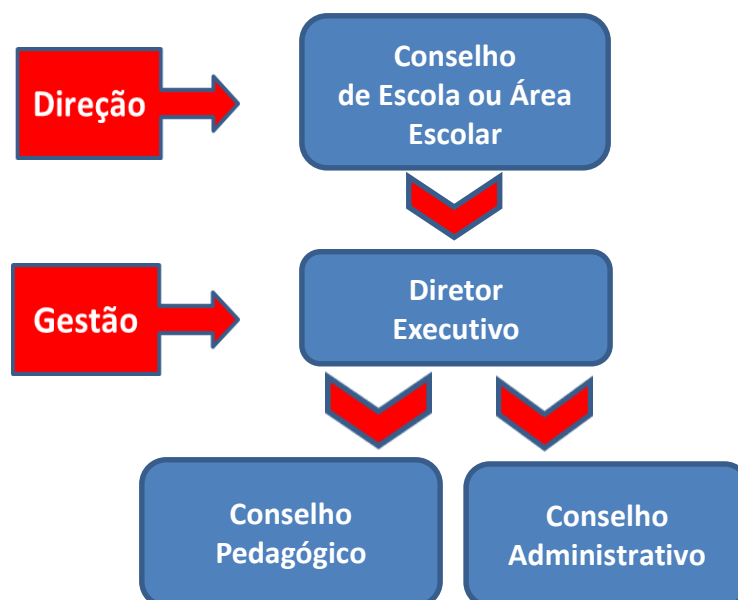 Direção
Conselho
de Escola ou Área
Escolar
Gestão
Diretor
Executivo
Conselho
Pedagógico
Conselho
Administrativo